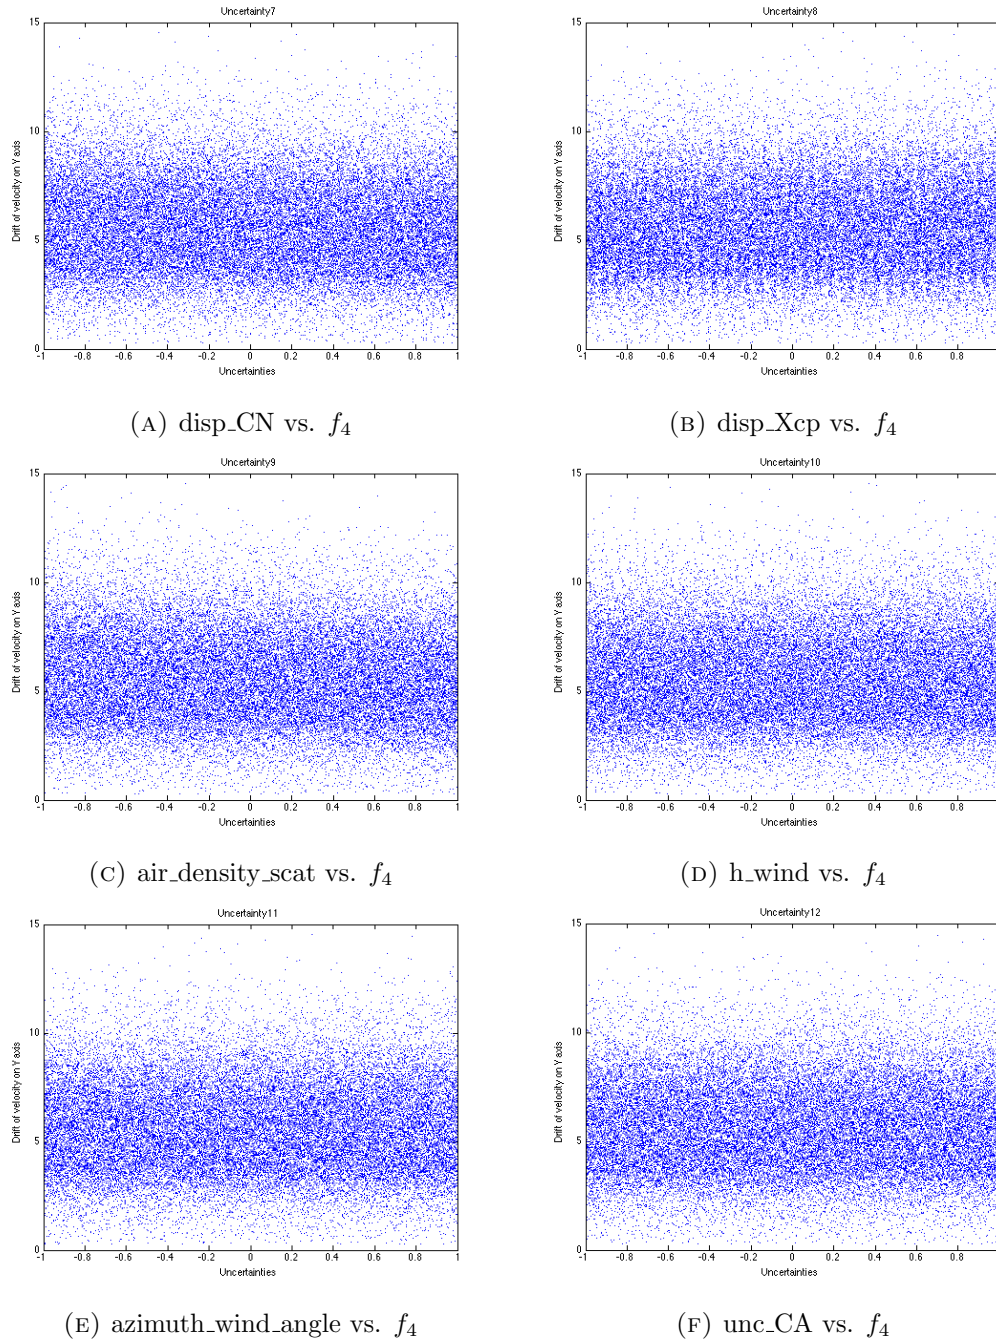 Uncertainty7
15
10
5
0
Drift of velocity on Y axis
-1 -0.8 -0.6 -0.4 -0.2 0 0.2 0.4 0.6 0.8 1
Uncertainties
(A) disp_CN vs. f4
Uncertainty8
15
10
5
0
Drift of velocity on Y axis
-1 -0.8 -0.6 -0.4 -0.2 0 0.2 0.4 0.6 0.8
Uncertainties
(B) disp_Xcp vs. f4
Uncertainty9
15
10
5
0
Drift of velocity on Y axis
-1 -0.8 -0.6 -0.4 -0.2 0 0.2 0.4 0.6 0.8 1
Uncertainties
(C) air_density_scat vs. f4
Uncertainty10
15
10
5
0
Drift of velocity on Y axis
-1 -0.8 -0.6 -0.4 -0.2 0 0.2 0.4 0.6 0.8
Uncertainties
(D) h_wind vs. f4
Uncertainty11
15
10
5
0
Drift of velocity on Y axis
-1 -0.8 -0.6 -0.4 -0.2 0 0.2 0.4 0.6 0.8 1
Uncertainties
(E) azimuth_wind_angle vs. f4
Uncertainty12
15
10
5
0
Drift of velocity on Y axis
-1 -0.8 -0.6 -0.4 -0.2 0 0.2 0.4 0.6 0.8
Uncertainties
(F) unc_CA vs. f4